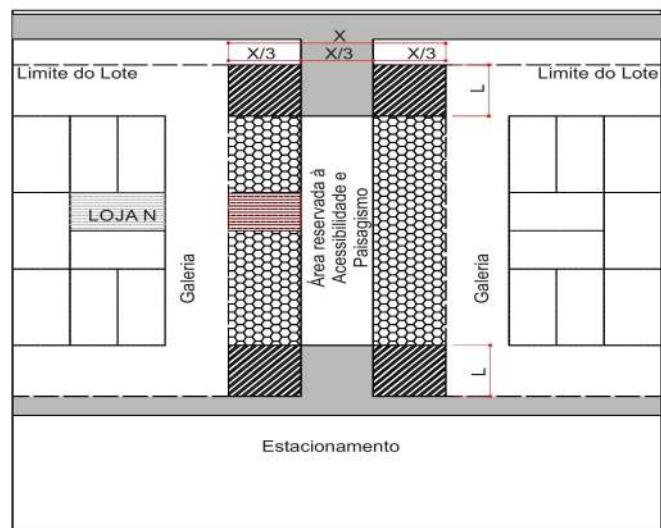 X
X/3 X/3 X/3
Limite do Lote
Limite do Lote
L
LOJA N
Galeria
Área reservada à
Acessibilidade e
Paisagismo
Galeria
L
Estacionamento